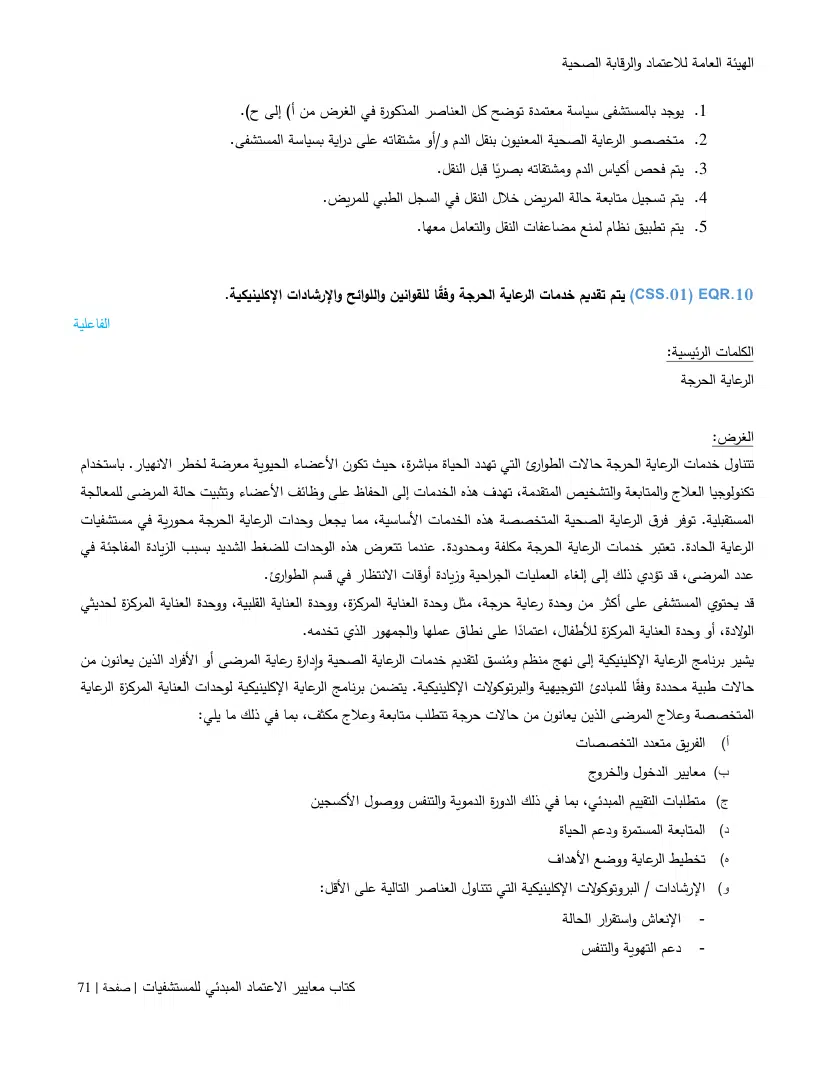 الهيئة العامة للاعتماد والرقابة الصحية
1. يوجد بالمستشفى سياسة معتمدة توضح كل العناصر المذكورة في الغرض من أ) إلى ح).
2. متخصصو الرعاية الصحية المعنيون بنقل الدم و/أو مشتقاته على دراية بسياسة المستشفى.
3. يتم فحص أكياس الدم ومشتقاته بصريًا قبل النقل.
4. يتم تسجيل متابعة حالة المريض خلال النقل في السجل الطبي للمريض.
5. يتم تطبيق نظام لمنع مضاعفات النقل والتعامل معها.
EQR.10 (CSS.01) يتم تقديم خدمات الرعاية الحرجة وفقًا للقوانين واللوائح والإرشادات الإكلينيكية.
الفاعلية
الكلمات الرئيسية:
الرعاية الحرجة
الغرض:
تتناول خدمات الرعاية الحرجة حالات الطوارئ التي تهدد الحياة مباشرة، حيث تكون الأعضاء الحيوية معرضة لخطر الانهيار. باستخدام
تكنولوجيا العلاج والمتابعة والتشخيص المتقدمة، تهدف هذه الخدمات إلى الحفاظ على وظائف الأعضاء وتثبيت حالة المرضى للمعالجة
المستقبلية. توفر فرق الرعاية الصحية المتخصصة هذه الخدمات الأساسية، مما يجعل وحدات الرعاية الحرجة محورية في مستشفيات
الرعاية الحادة. تعتبر خدمات الرعاية الحرجة مكلفة ومحدودة. عندما تتعرض هذه الوحدات للضغط الشديد بسبب الزيادة المفاجئة في
عدد المرضى، قد تؤدي ذلك إلى إلغاء العمليات الجراحية وزيادة أوقات الانتظار في قسم الطوارئ.
قد يحتوي المستشفى على أكثر من وحدة رعاية حرجة، مثل وحدة العناية المركزة، ووحدة العناية القلبية، ووحدة العناية المركزة لحديثي
الولادة، أو وحدة العناية المركزة للأطفال، اعتمادًا على نطاق عملها والجمهور الذي تخدمه.
يشير برنامج الرعاية الإكلينيكية إلى نهج منظم ومُنسق لتقديم خدمات الرعاية الصحية وإدارة رعاية المرضى أو الأفراد الذين يعانون من
حالات طبية محددة وفقًا للمبادئ التوجيهية والبرتوكولات الإكلينيكية. يتضمن برنامج الرعاية الإكلينيكية لوحدات العناية المركزة الرعاية
المتخصصة وعلاج المرضى الذين يعانون من حالات حرجة تتطلب متابعة وعلاج مكثف، بما في ذلك ما يلي:
أ) الفريق متعدد التخصصات
ب) معايير الدخول والخروج
ج) متطلبات التقييم المبدئي، بما في ذلك الدورة الدموية والتنفس ووصول الأكسجين
د) المتابعة المستمرة ودعم الحياة
ه) تخطيط الرعاية ووضع الأهداف
و) الإرشادات / البروتوكولات الإكلينيكية التي تتناول العناصر التالية على الأقل:
- الإنعاش واستقرار الحالة
- دعم التهوية والتنفس
كتاب معايير الاعتماد المبدئي للمستشفيات | صفحة | 71